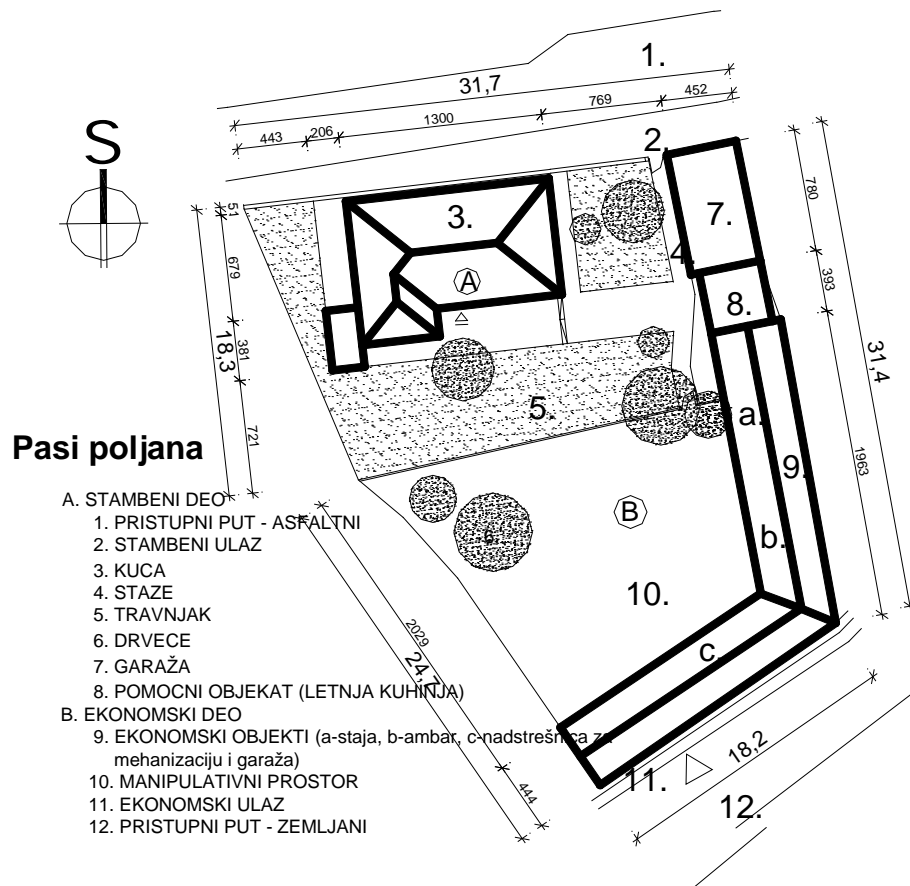 1.
31,7
443
206
1300
769
452
S
2.
3.
7.
4.
A
8.
51
679
18,3
381
721
780
393
31,4
1963
5.
a.
9.
Pasi poljana
A. STAMBENI DEO
1. PRISTUPNI PUT - ASFALTNI
2. STAMBENI ULAZ
3. KUCA
4. STAZE
5. TRAVNJAK
6. DRVECE
7. GARAŽA
8. POMOCNI OBJEKAT (LETNJA KUHINJA)
B. EKONOMSKI DEO
9. EKONOMSKI OBJEKTI (a-staja, b-ambar, c-nadstrešnica za
mehanizaciju i garaža)
10. MANIPULATIVNI PROSTOR
11. EKONOMSKI ULAZ
12. PRISTUPNI PUT - ZEMLJANI
B
6.
b.
10.
c.
2029
24,7
444
18,2
11.
12.